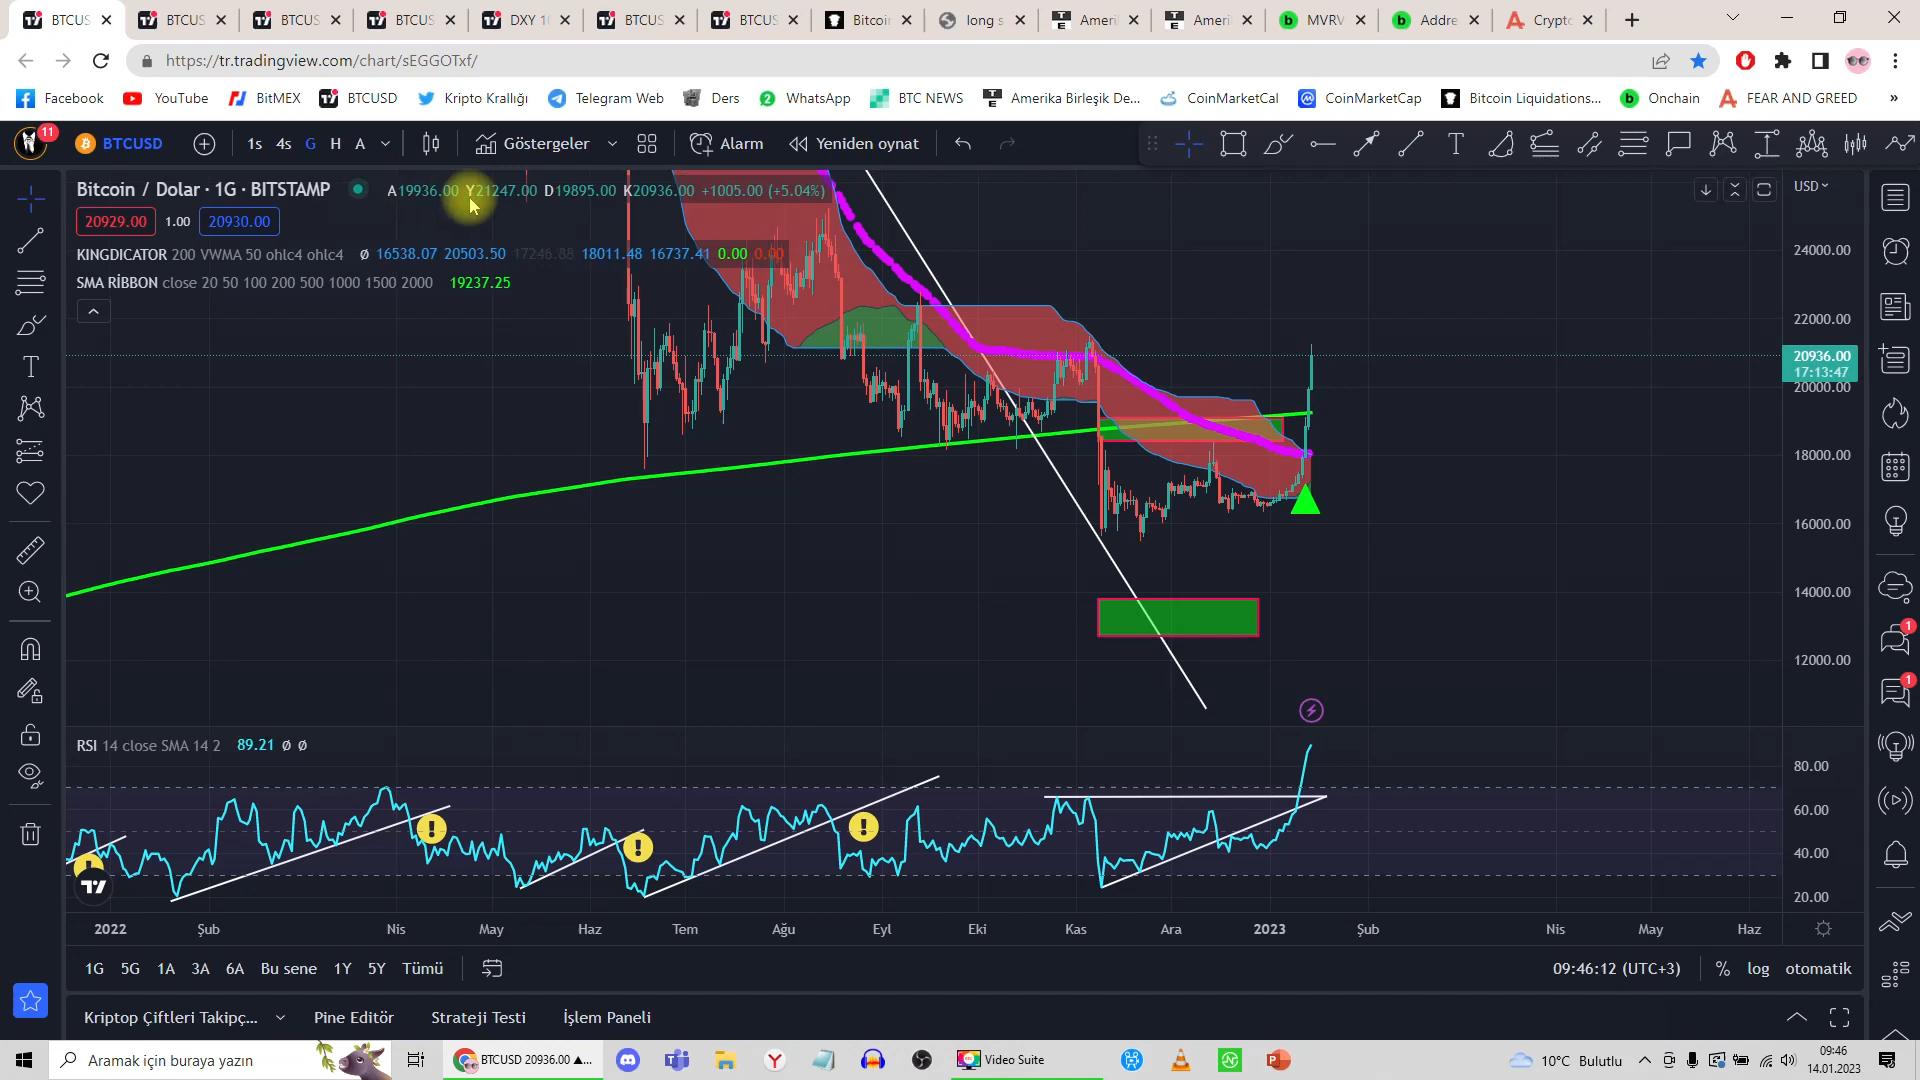 BTCUS
BTCUS
BTCUS
BTCUS
DXY 10
BTCUS
BTCUS
Bitcoin
long s
Ameri
Ameri
MVRV
Addre
Crypto
https://tr.tradingview.com/chart/sEGGOTxf/
Facebook
YouTube
BitMEX
BTCUSD
Kripto Krallığı
Telegram Web
Ders
WhatsApp
BTC NEWS
Amerika Birleşik De...
CoinMarketCal
CoinMarketCap
Bitcoin Liquidations...
Onchain
FEAR AND GREED
»
11
BTCUSD
1s
4s
G
H
A
Göstergeler
Alarm
Yeniden oynat
Bitcoin / Dolar · 1G · BITSTAMP
A19936.00 Y21247.00 D19895.00 K20936.00 +1005.00 (+5.04%)
USD
20929.00
1.00
20930.00
KINGDICATOR 200 VWMA 50 ohlc4 ohlc4 Ø 16538.07 20503.50 17246.88 18011.48 16737.41 0.00 0.00
SMA RİBBON close 20 50 100 200 500 1000 1500 2000 19237.25
24000.00
22000.00
20936.00
17:13:47
20000.00
18000.00
16000.00
14000.00
12000.00
1
1
RSI 14 close SMA 14 2 89.21 Ø Ø
80.00
60.00
40.00
20.00
2022
Şub
Nis
May
Haz
Tem
Ağu
Eyl
Eki
Kas
Ara
2023
Şub
Nis
May
Haz
1G
5G
1A
3A
6A
Bu sene
1Y
5Y
Tümü
09:46:12 (UTC+3)
%
log
otomatik
Kriptop Çiftleri Takipç...
Pine Editör
Strateji Testi
İşlem Paneli
Aramak için buraya yazın
BTCUSD 20936.00 ▲...
Video Suite
10°C Bulutlu
09:46
14.01.2023